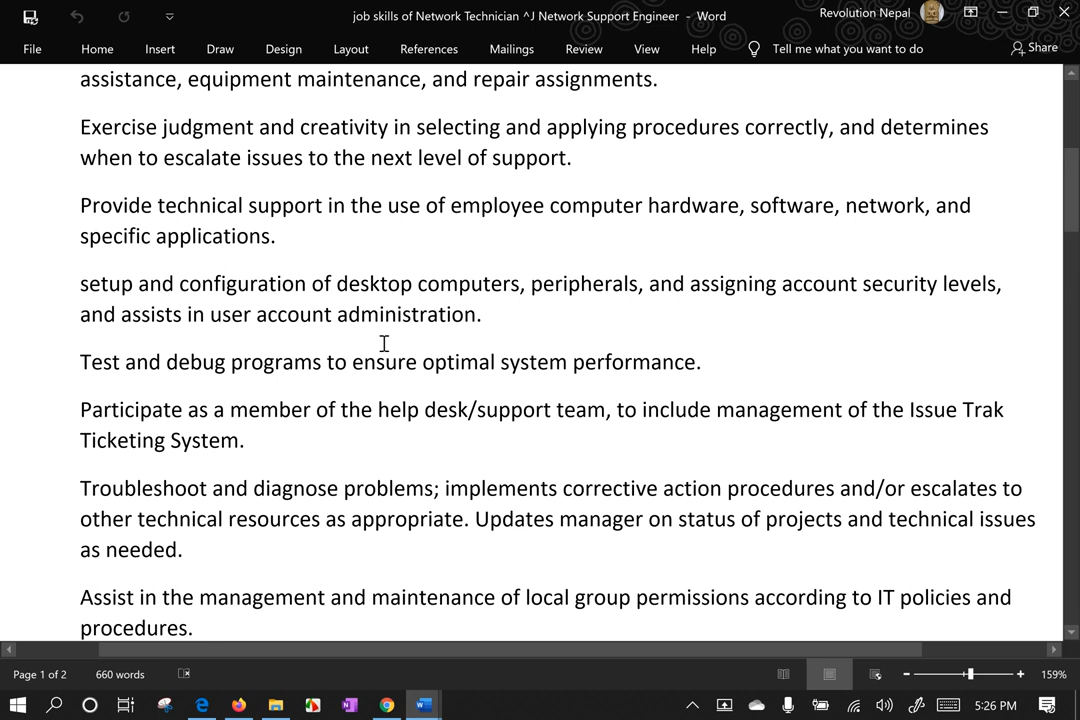 job skills of Network Technician ^J Network Support Engineer - Word
Revolution Nepal
File Home Insert Draw Design Layout References Mailings Review View Help Tell me what you want to do Share
assistance, equipment maintenance, and repair assignments.
Exercise judgment and creativity in selecting and applying procedures correctly, and determines
when to escalate issues to the next level of support.
Provide technical support in the use of employee computer hardware, software, network, and
specific applications.
setup and configuration of desktop computers, peripherals, and assigning account security levels,
and assists in user account administration.
Test and debug programs to ensure optimal system performance.
Participate as a member of the help desk/support team, to include management of the Issue Trak
Ticketing System.
Troubleshoot and diagnose problems; implements corrective action procedures and/or escalates to
other technical resources as appropriate. Updates manager on status of projects and technical issues
as needed.
Assist in the management and maintenance of local group permissions according to IT policies and
procedures.
Page 1 of 2 660 words 159%
5:26 PM